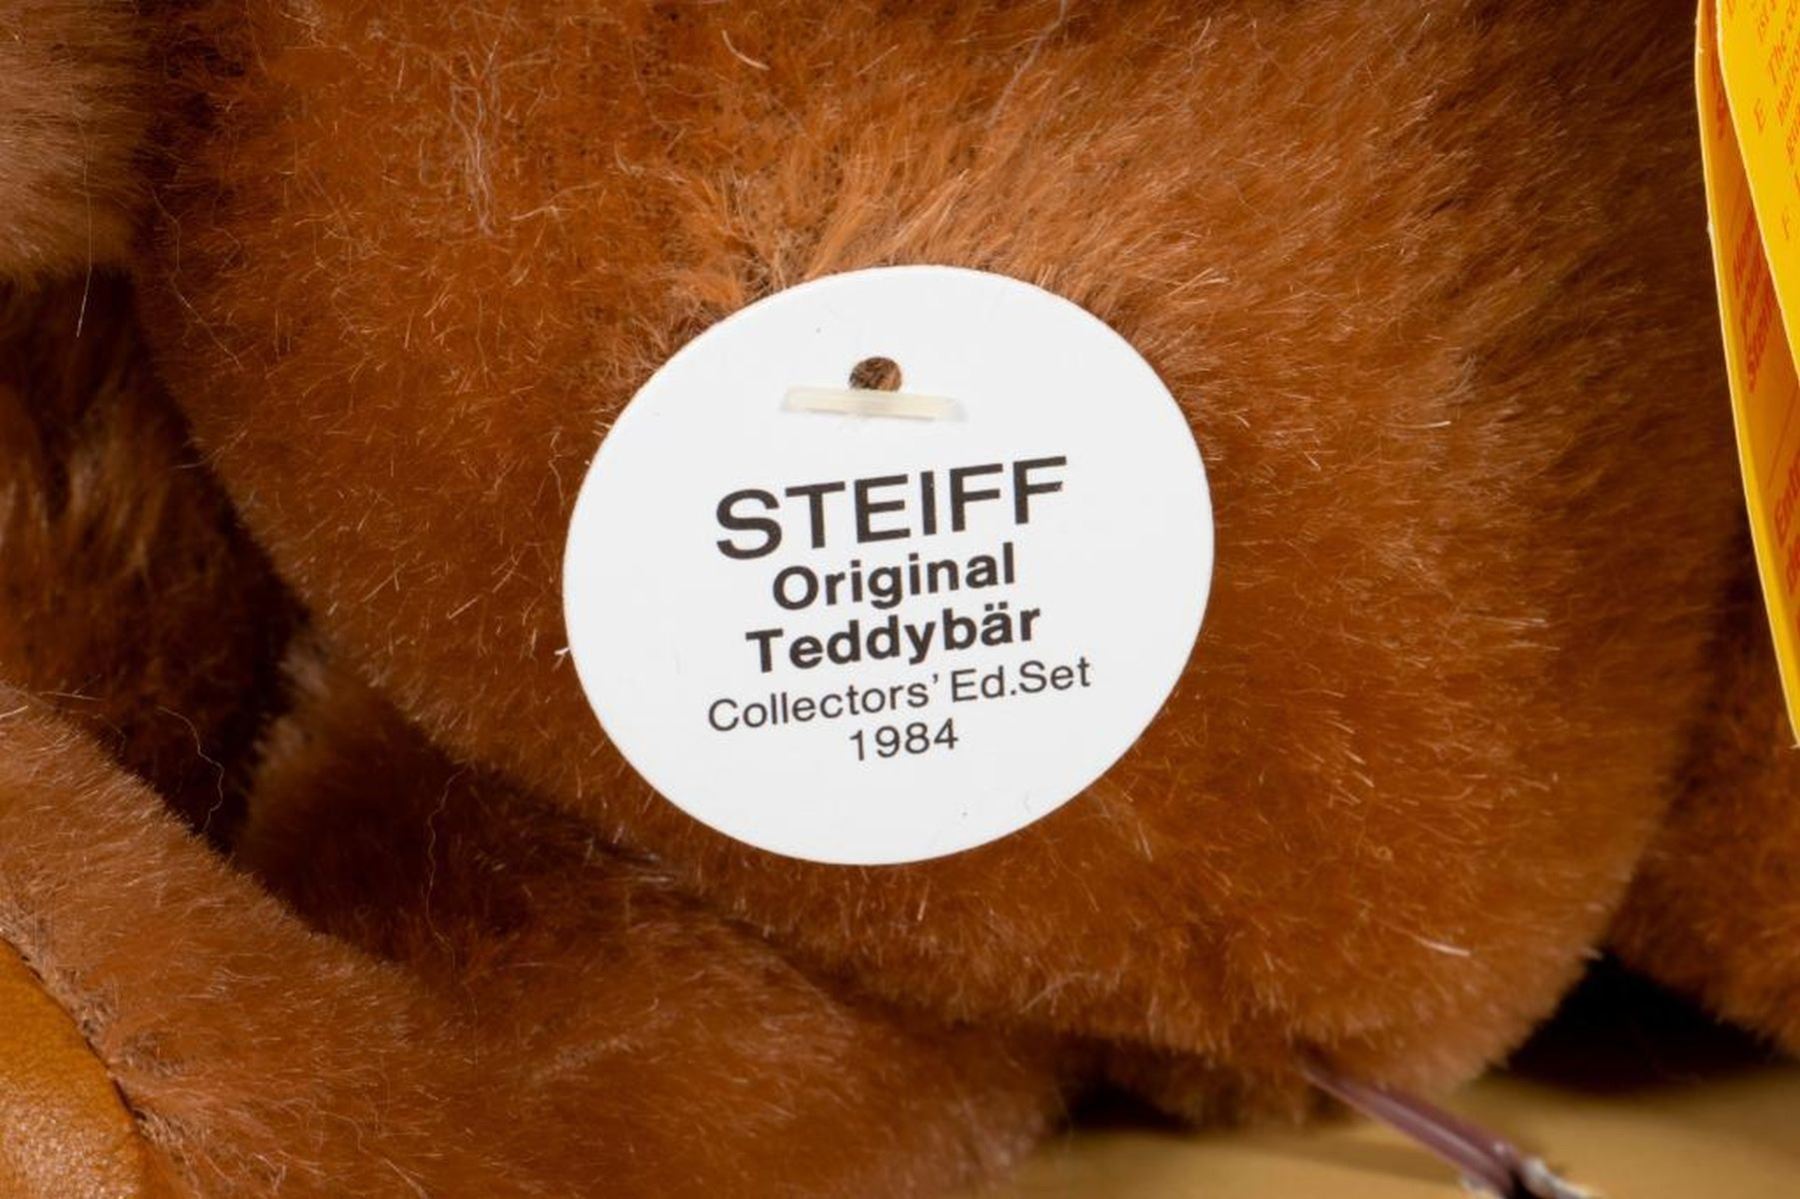 STEIFF
Original
Teddybär
Collectors' Ed.Set
1984